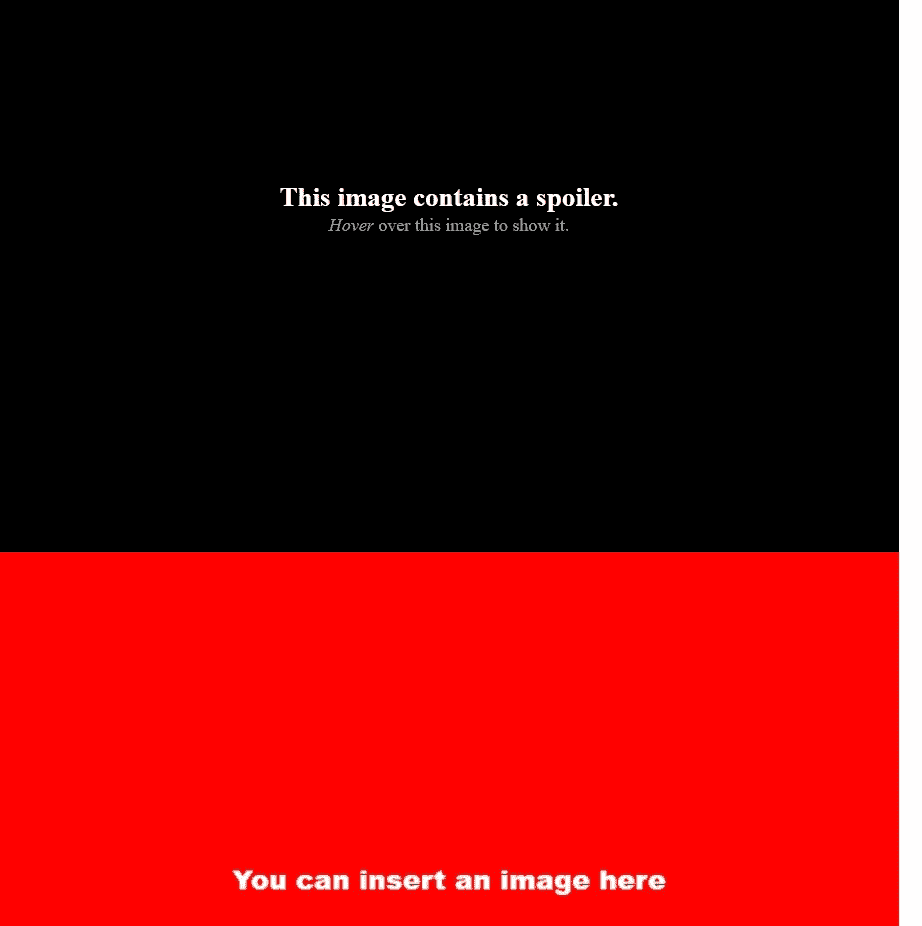 This image contains a spoiler.
Hover over this image to show it.
You can insert an image here